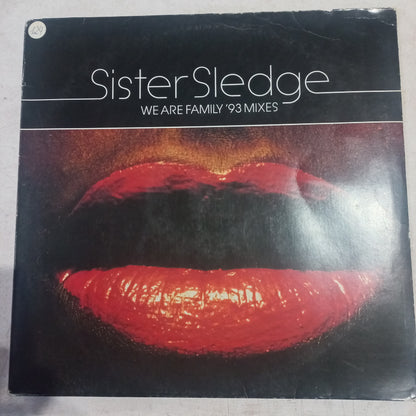 Sister Sledge
WE ARE FAMILY '93 MIXES